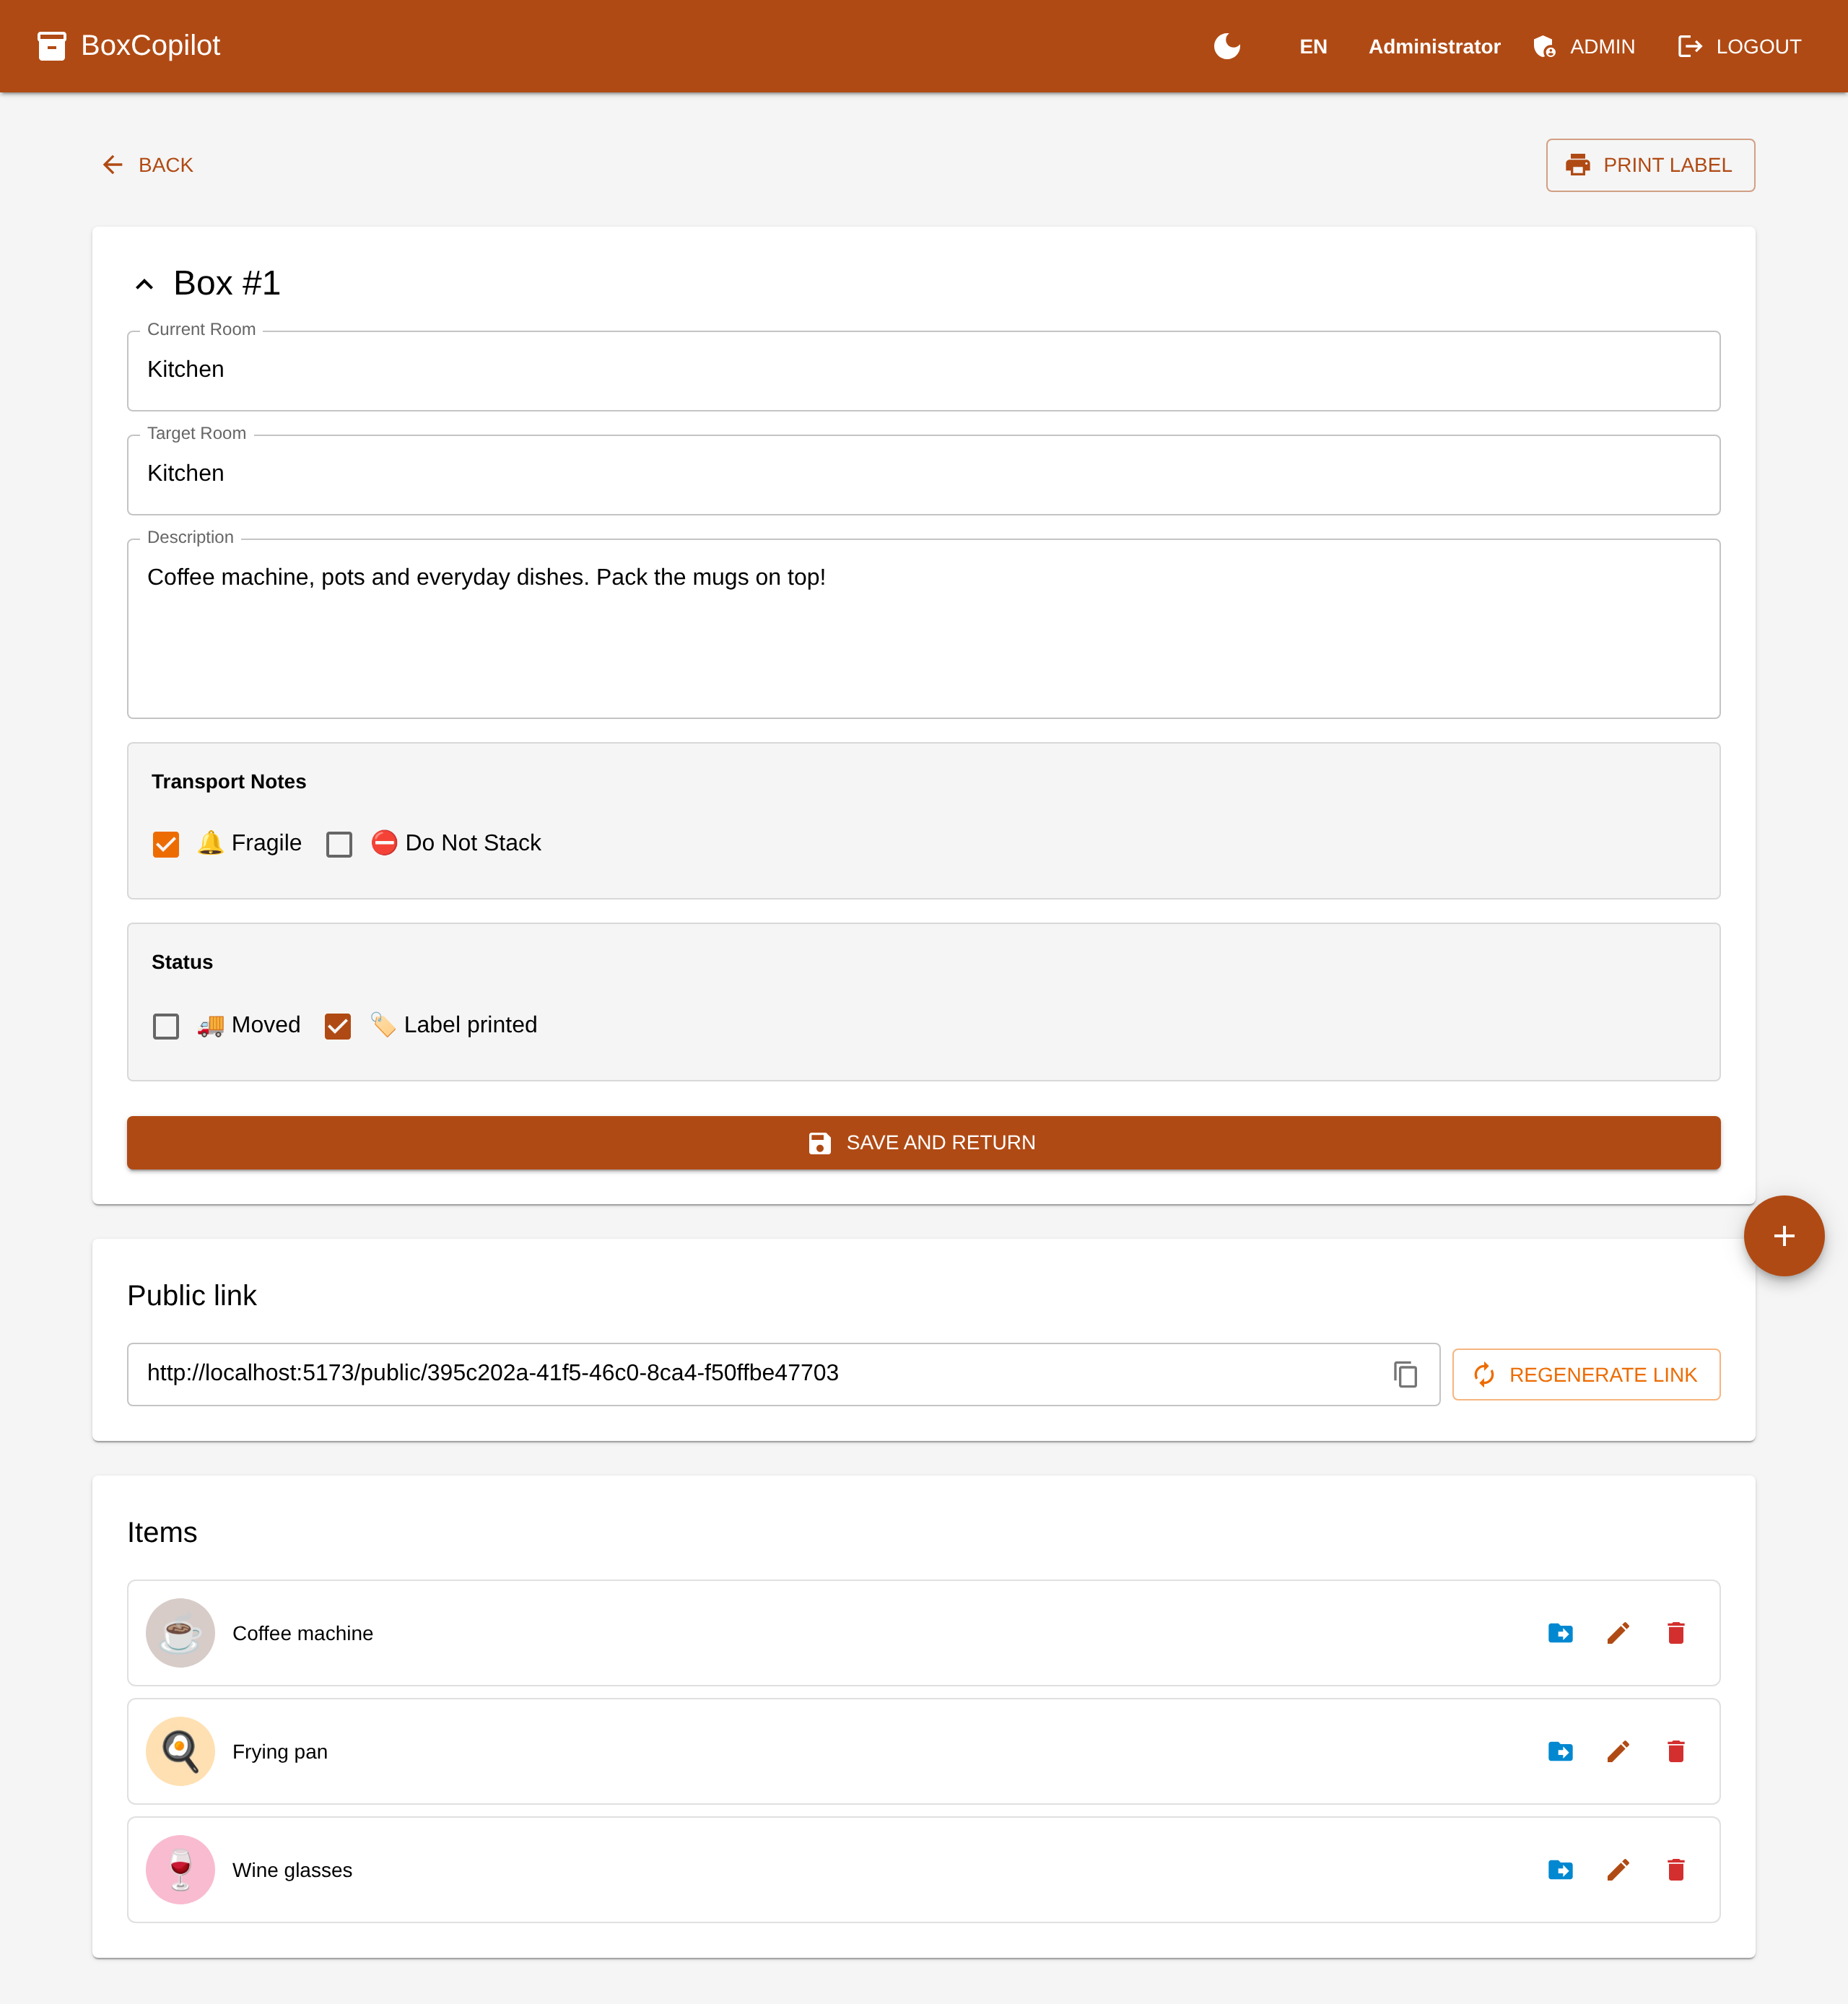 BoxCopilot
EN
Administrator
ADMIN
LOGOUT
BACK
PRINT LABEL
Box #1
Current Room
Kitchen
Target Room
Kitchen
Description
Coffee machine, pots and everyday dishes. Pack the mugs on top!
Transport Notes
Fragile
Do Not Stack
Status
Moved
Label printed
SAVE AND RETURN
Public link
http://localhost:5173/public/395c202a-41f5-46c0-8ca4-f50ffbe47703
REGENERATE LINK
Items
Coffee machine
Frying pan
Wine glasses